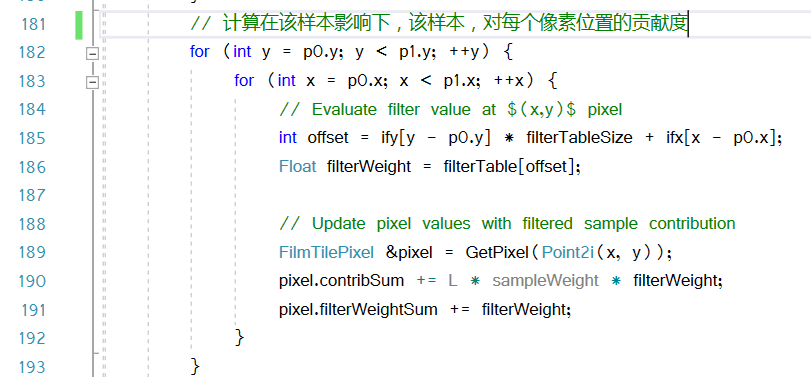 181 // 计算在该样本影响下，该样本，对每个像素位置的贡献度
182 for (int y = p0.y; y < p1.y; ++y) {
183 for (int x = p0.x; x < p1.x; ++x) {
184 // Evaluate filter value at $(x,y)$ pixel
185 int offset = ify[y - p0.y] * filterTableSize + ifx[x - p0.x];
186 Float filterWeight = filterTable[offset];
187
188 // Update pixel values with filtered sample contribution
189 FilmTilePixel &pixel = GetPixel(Point2i(x, y));
190 pixel.contribSum += L * sampleWeight * filterWeight;
191 pixel.filterWeightSum += filterWeight;
192 }
193 }